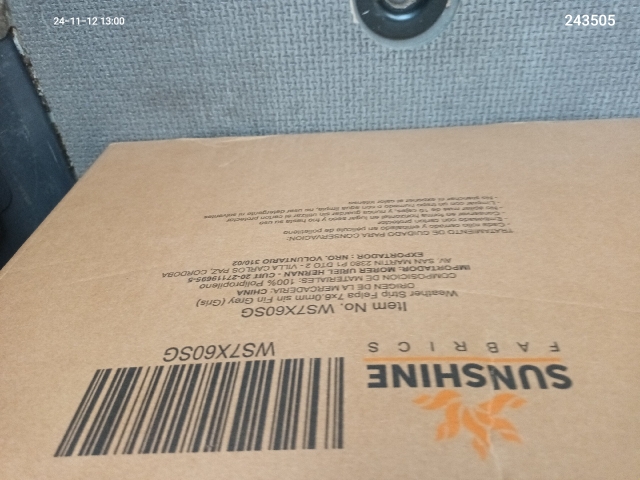 24-11-12 13:00
243505
SUNSHINE
FABRICS
WS7X60SG
Item No. WS7X60SG
Weather Strip Felpa 7x6.0mm sin Fin Grey (Gris)
ORIGEN DE LA MERCADERIA: CHINA
COMPOSICION DE MATERIALES: 100% Polipropileno
IMPORTADOR: MORER URIEL HERNAN - CUIT-20-27119695-5
AV. SAN MARTIN 2380 P1 DTO 2 - VILLA CARLOS PAZ, CORDOBA
EXPORTADOR: NRO. VOLUNTARIO 310/02
TRATAMIENTO DE CUIDADO PARA CONSERVACION: